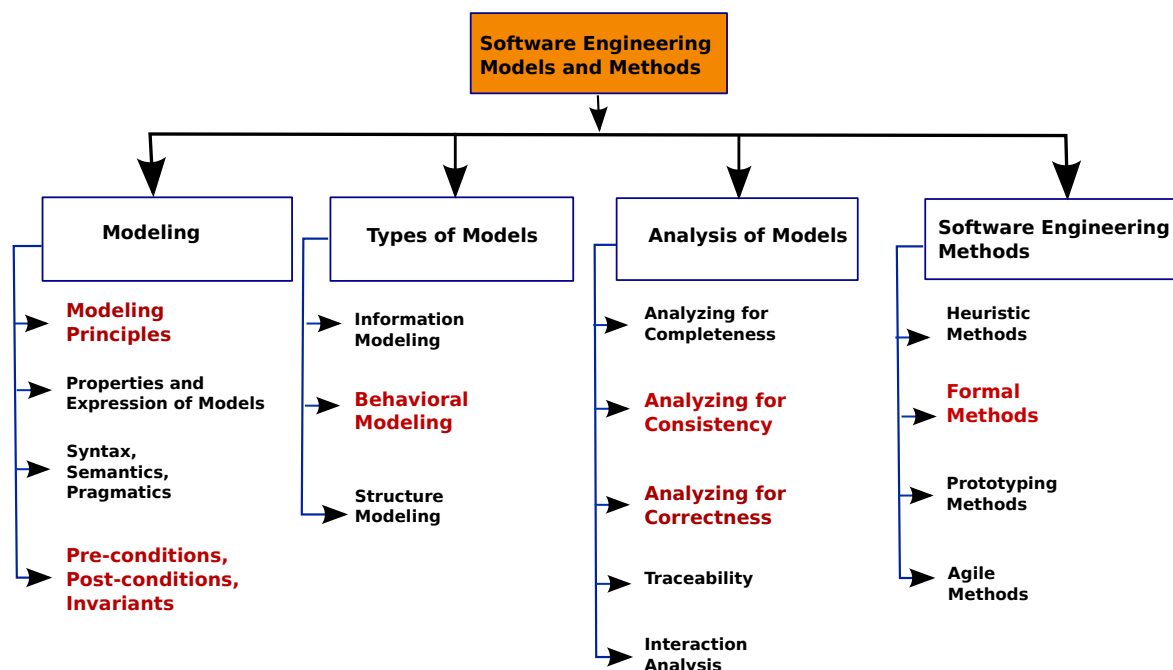 Software Engineering
Models and Methods
Modeling
Modeling
Principles
Properties and
Expression of Models
Syntax,
Semantics,
Pragmatics
Pre-conditions,
Post-conditions,
Invariants
Types of Models
Information
Modeling
Behavioral
Modeling
Structure
Modeling
Analysis of Models
Analyzing for
Completeness
Analyzing for
Consistency
Analyzing for
Correctness
Traceability
Interaction
Analysis
Software Engineering
Methods
Heuristic
Methods
Formal
Methods
Prototyping
Methods
Agile
Methods